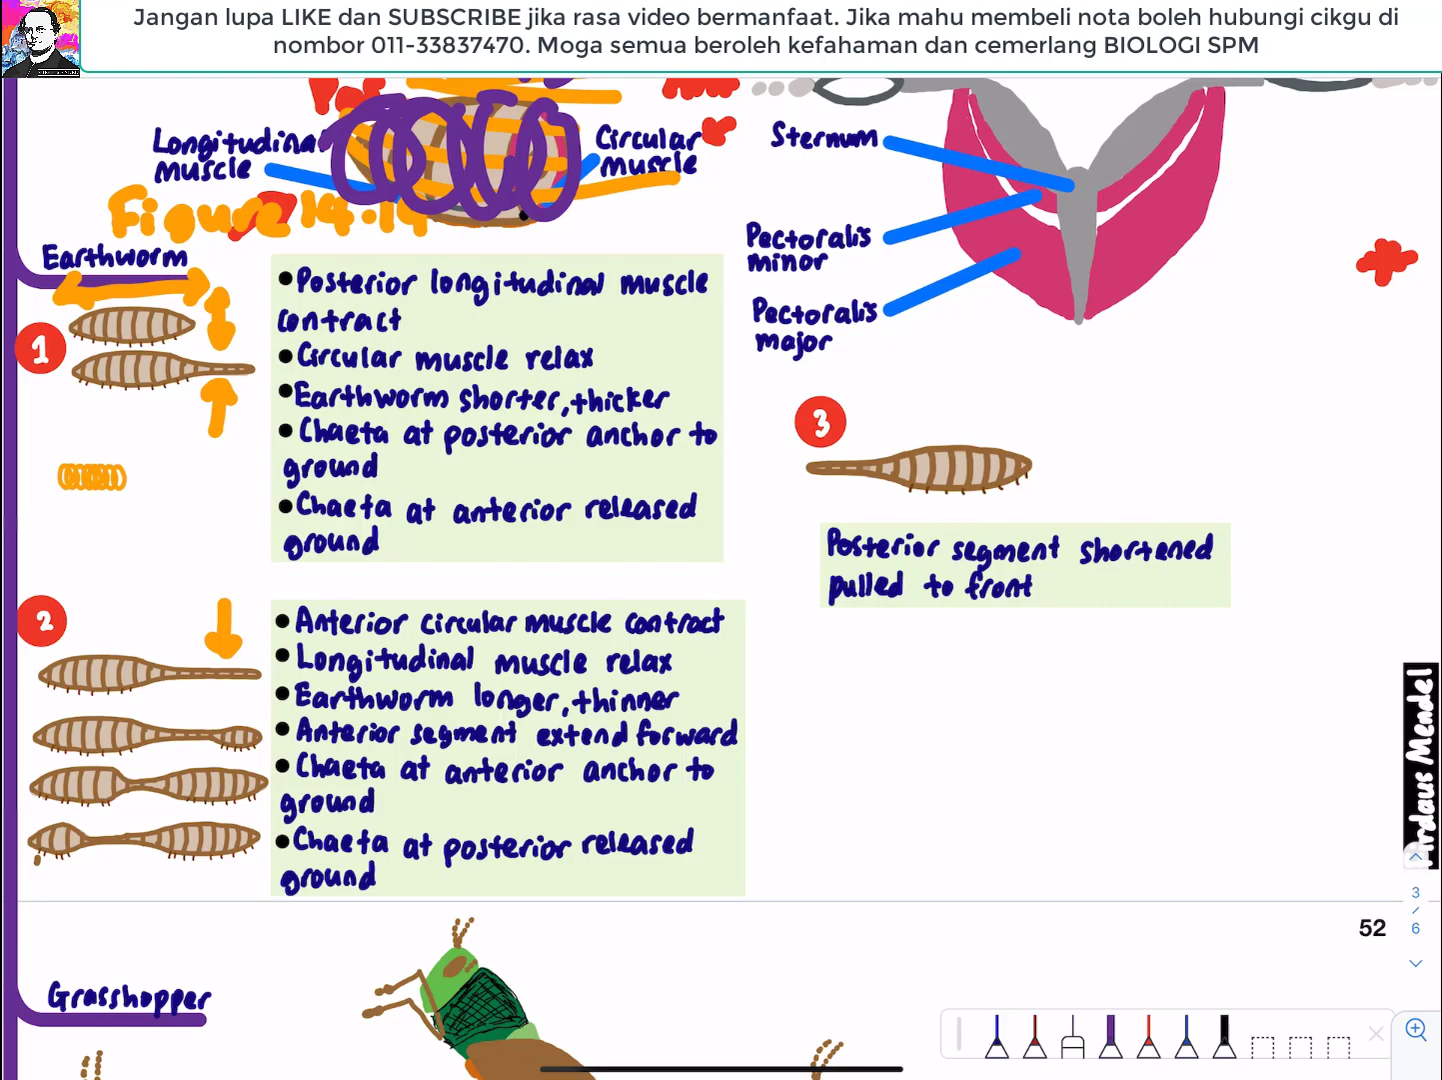 Jangan lupa LIKE dan SUBSCRIBE jika rasa video bermanfaat. Jika mahu membeli nota boleh hubungi cikgu di
nombor 011-33837470. Moga semua beroleh kefahaman dan cemerlang BIOLOGI SPM
Longitudinal
muscle
Circular
muscle
Figure 14.14
Sternum
Pectoralis
minor
Pectoralis
major
Earthworm
1
•Posterior longitudinal muscle
contract
•Circular muscle relax
•Earthworm shorter, thicker
•Chaeta at posterior anchor to
ground
•Chaeta at anterior released
ground
2
•Anterior circular muscle contract
•Longitudinal muscle relax
•Earthworm longer, thinner
•Anterior segment extend forward
•Chaeta at anterior anchor to
ground
•Chaeta at posterior released
ground
3
Posterior segment shortened
pulled to front
Mendel
3
6
52
Grasshopper